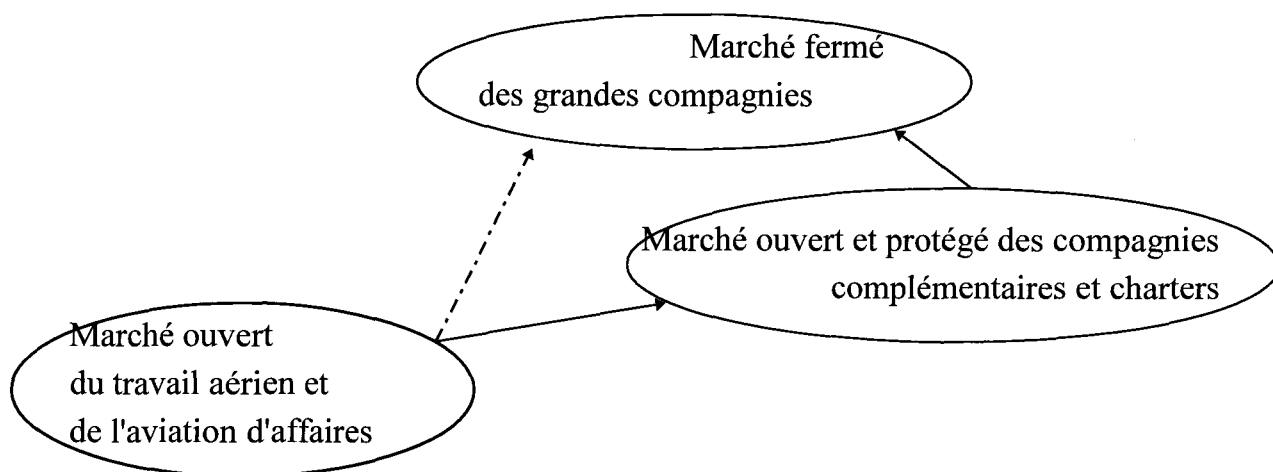 Marché fermé
des grandes compagnies
Marché ouvert et protégé des compagnies
complémentaires et charters
Marché ouvert
du travail aérien et
de l'aviation d'affaires